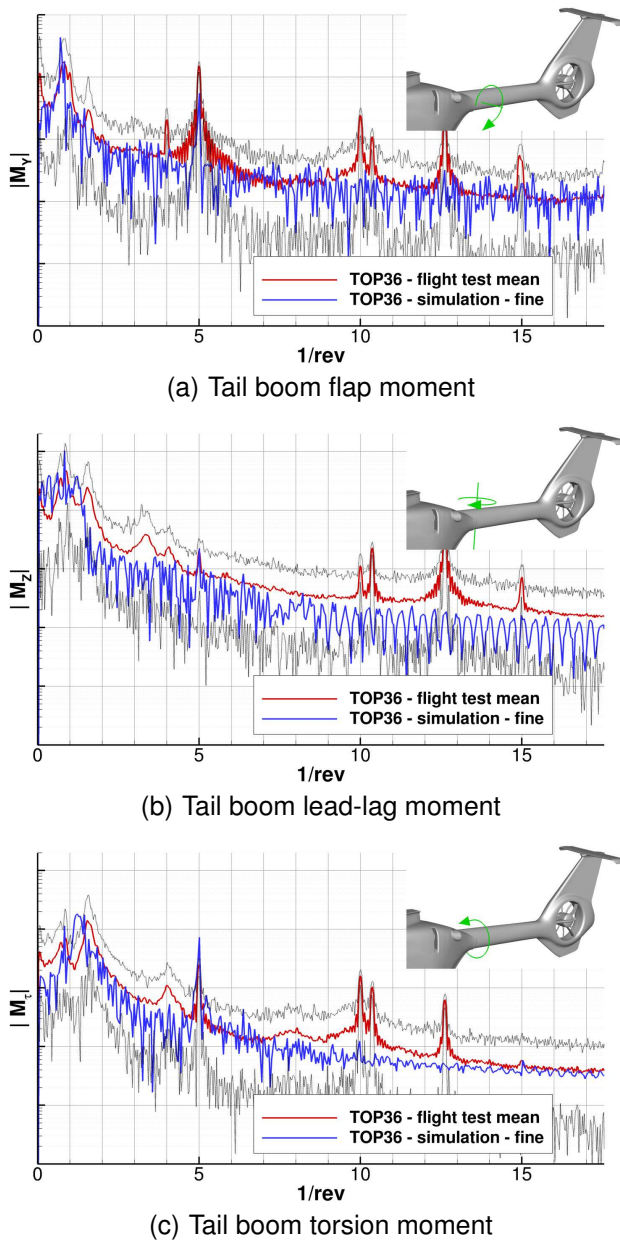 |M_Y|
TOP36 - flight test mean
TOP36 - simulation - fine
0 5 10 15
1/rev
(a) Tail boom flap moment
| M_Z|
TOP36 - flight test mean
TOP36 - simulation - fine
0 5 10 15
1/rev
(b) Tail boom lead-lag moment
| M_τ|
TOP36 - flight test mean
TOP36 - simulation - fine
0 5 10 15
1/rev
(c) Tail boom torsion moment